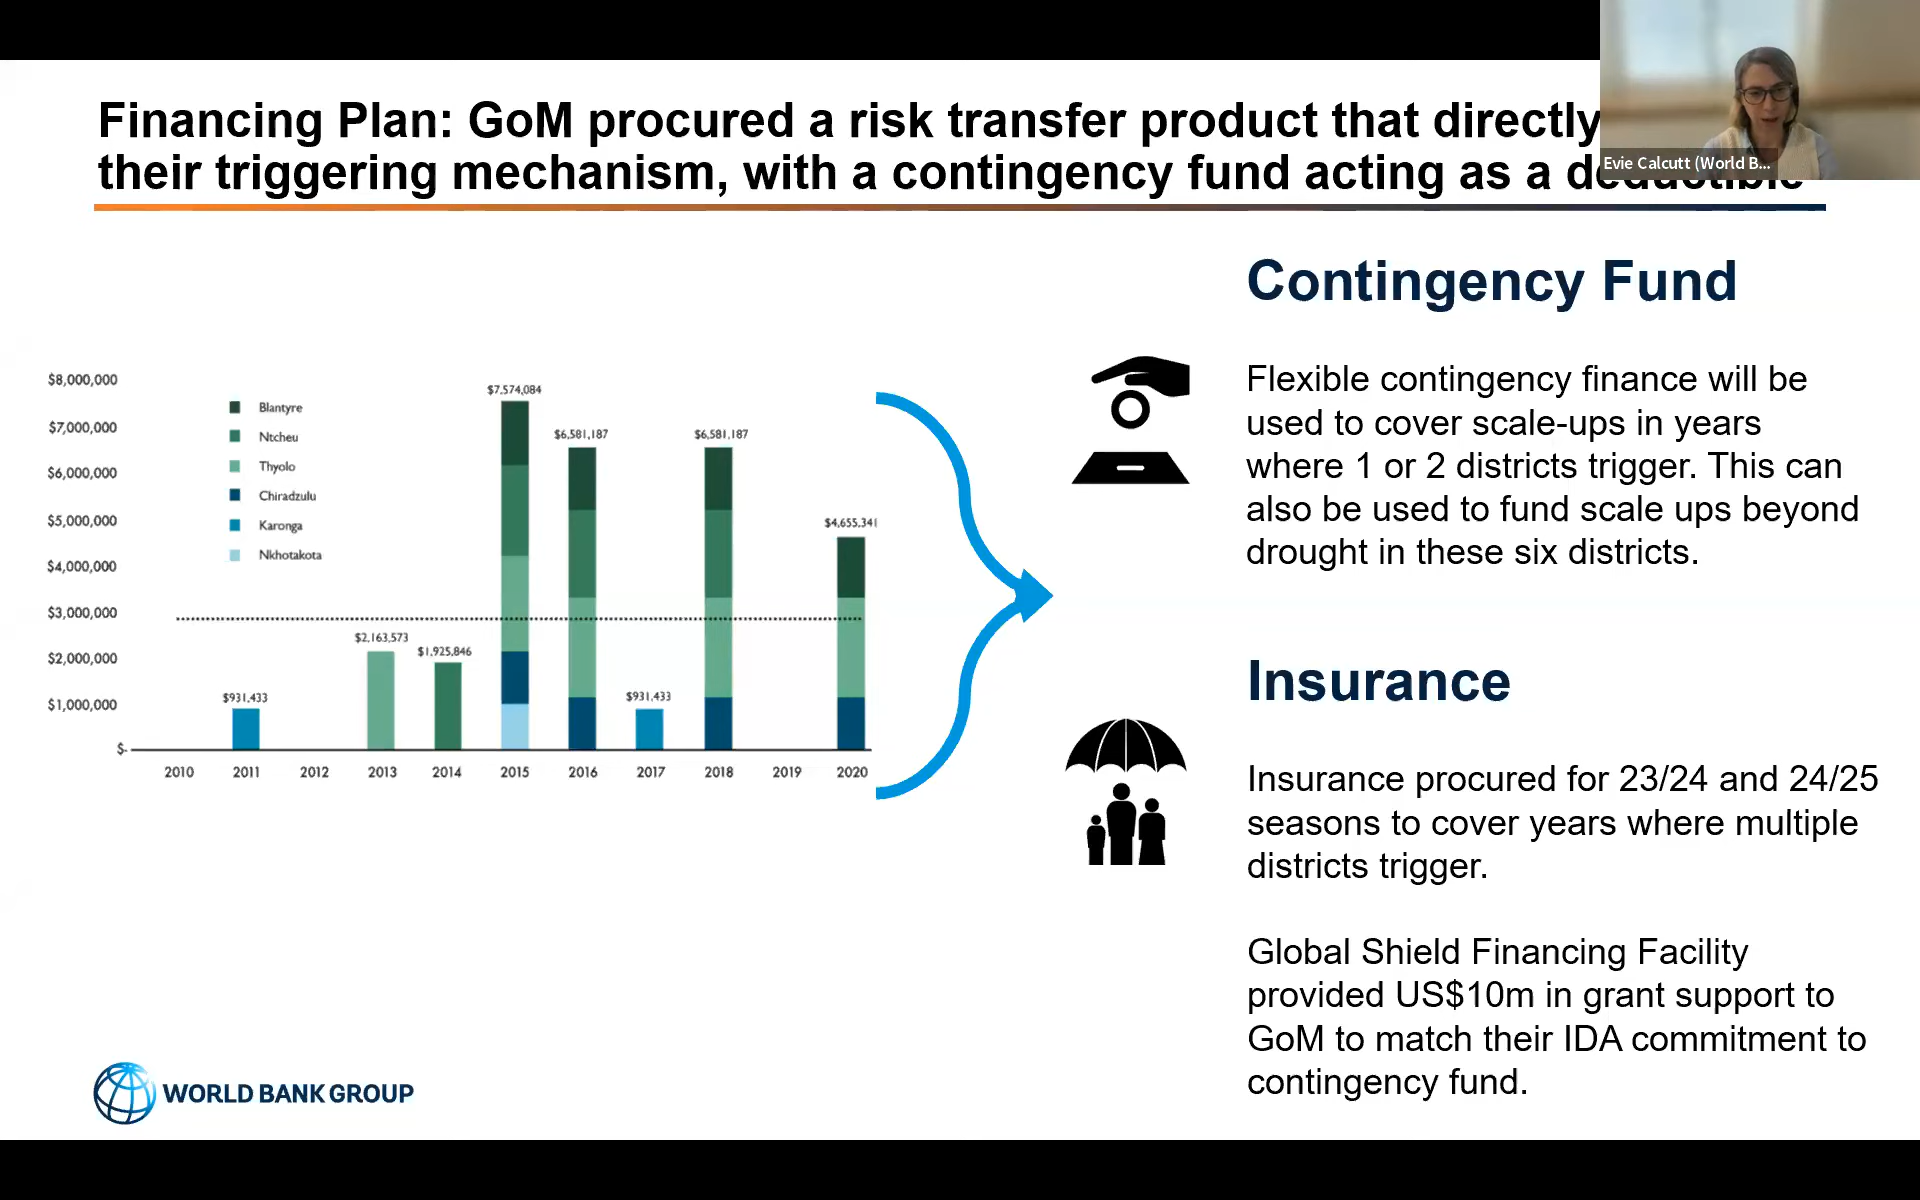 Financing Plan: GoM procured a risk transfer product that directly
their triggering mechanism, with a contingency fund acting as a deductible
Evie Calcutt (World B...
$8,000,000
$7,000,000
$6,000,000
$5,000,000
$4,000,000
$3,000,000
$2,000,000
$1,000,000
$-
Blantyre
Ntcheu
Thyolo
Chiradzulu
Karonga
Nkhotakota
$931,433
$2,163,573
$1,925,846
$7,574,084
$6,581,187
$931,433
$6,581,187
$4,655,341
2010 2011 2012 2013 2014 2015 2016 2017 2018 2019 2020
Contingency Fund
Flexible contingency finance will be
used to cover scale-ups in years
where 1 or 2 districts trigger. This can
also be used to fund scale ups beyond
drought in these six districts.
Insurance
Insurance procured for 23/24 and 24/25
seasons to cover years where multiple
districts trigger.
Global Shield Financing Facility
provided US$10m in grant support to
GoM to match their IDA commitment to
contingency fund.
WORLD BANK GROUP